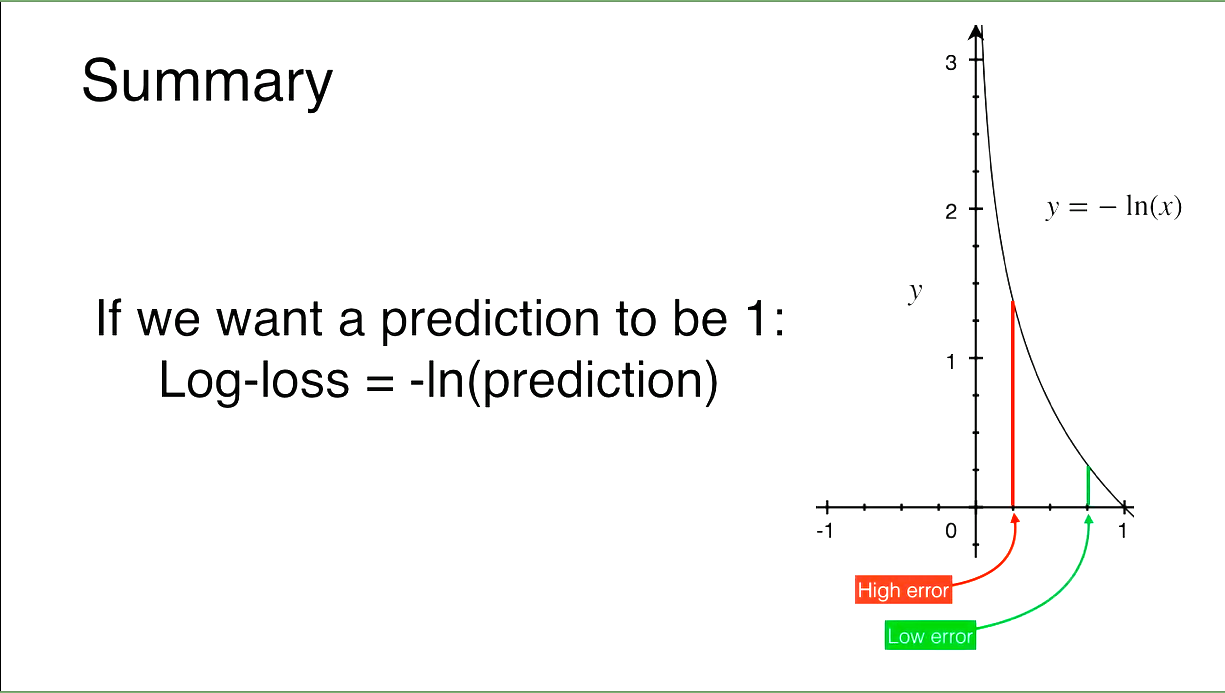 Summary
If we want a prediction to be 1:
Log-loss = -ln(prediction)
3
2
y = − ln(x)
y
1
-1
0
1
High error
Low error